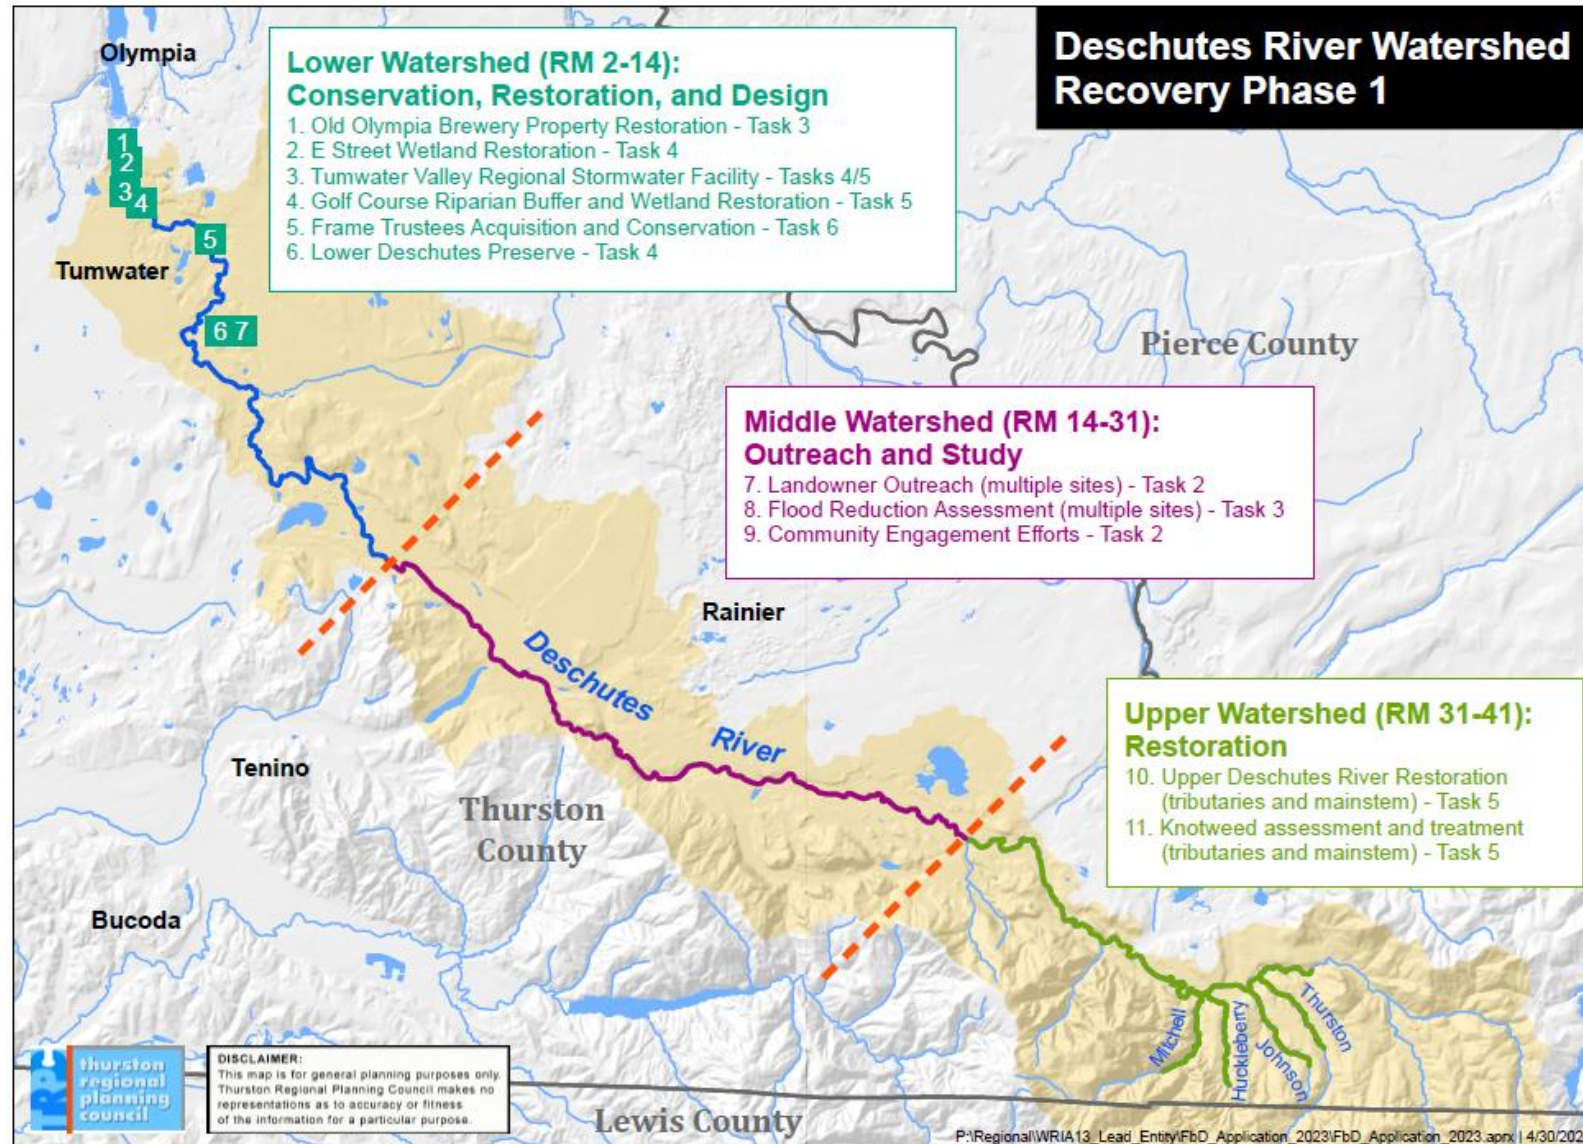 Deschutes River Watershed
Recovery Phase 1
Olympia
Lower Watershed (RM 2-14):
Conservation, Restoration, and Design
1. Old Olympia Brewery Property Restoration - Task 3
2. E Street Wetland Restoration - Task 4
3. Tumwater Valley Regional Stormwater Facility - Tasks 4/5
4. Golf Course Riparian Buffer and Wetland Restoration - Task 5
5. Frame Trustees Acquisition and Conservation - Task 6
6. Lower Deschutes Preserve - Task 4
1
2
3
4
5
Tumwater
6 7
Pierce County
Middle Watershed (RM 14-31):
Outreach and Study
7. Landowner Outreach (multiple sites) - Task 2
8. Flood Reduction Assessment (multiple sites) - Task 3
9. Community Engagement Efforts - Task 2
Rainier
Deschutes
River
Upper Watershed (RM 31-41):
Restoration
10. Upper Deschutes River Restoration
(tributaries and mainstem) - Task 5
11. Knotweed assessment and treatment
(tributaries and mainstem) - Task 5
Tenino
Thurston
County
Bucoda
Mitchell
Huckleberry
Johnson
Thurston
TRPC
thurston
regional
planning
council
DISCLAIMER:
This map is for general planning purposes only.
Thurston Regional Planning Council makes no
representations as to accuracy or fitness
of the information for a particular purpose.
Lewis County
P:\Regional\WRIA13_Lead_Entity\FbD_Application_2023\FbD_Application_2023.aprx | 4/30/202